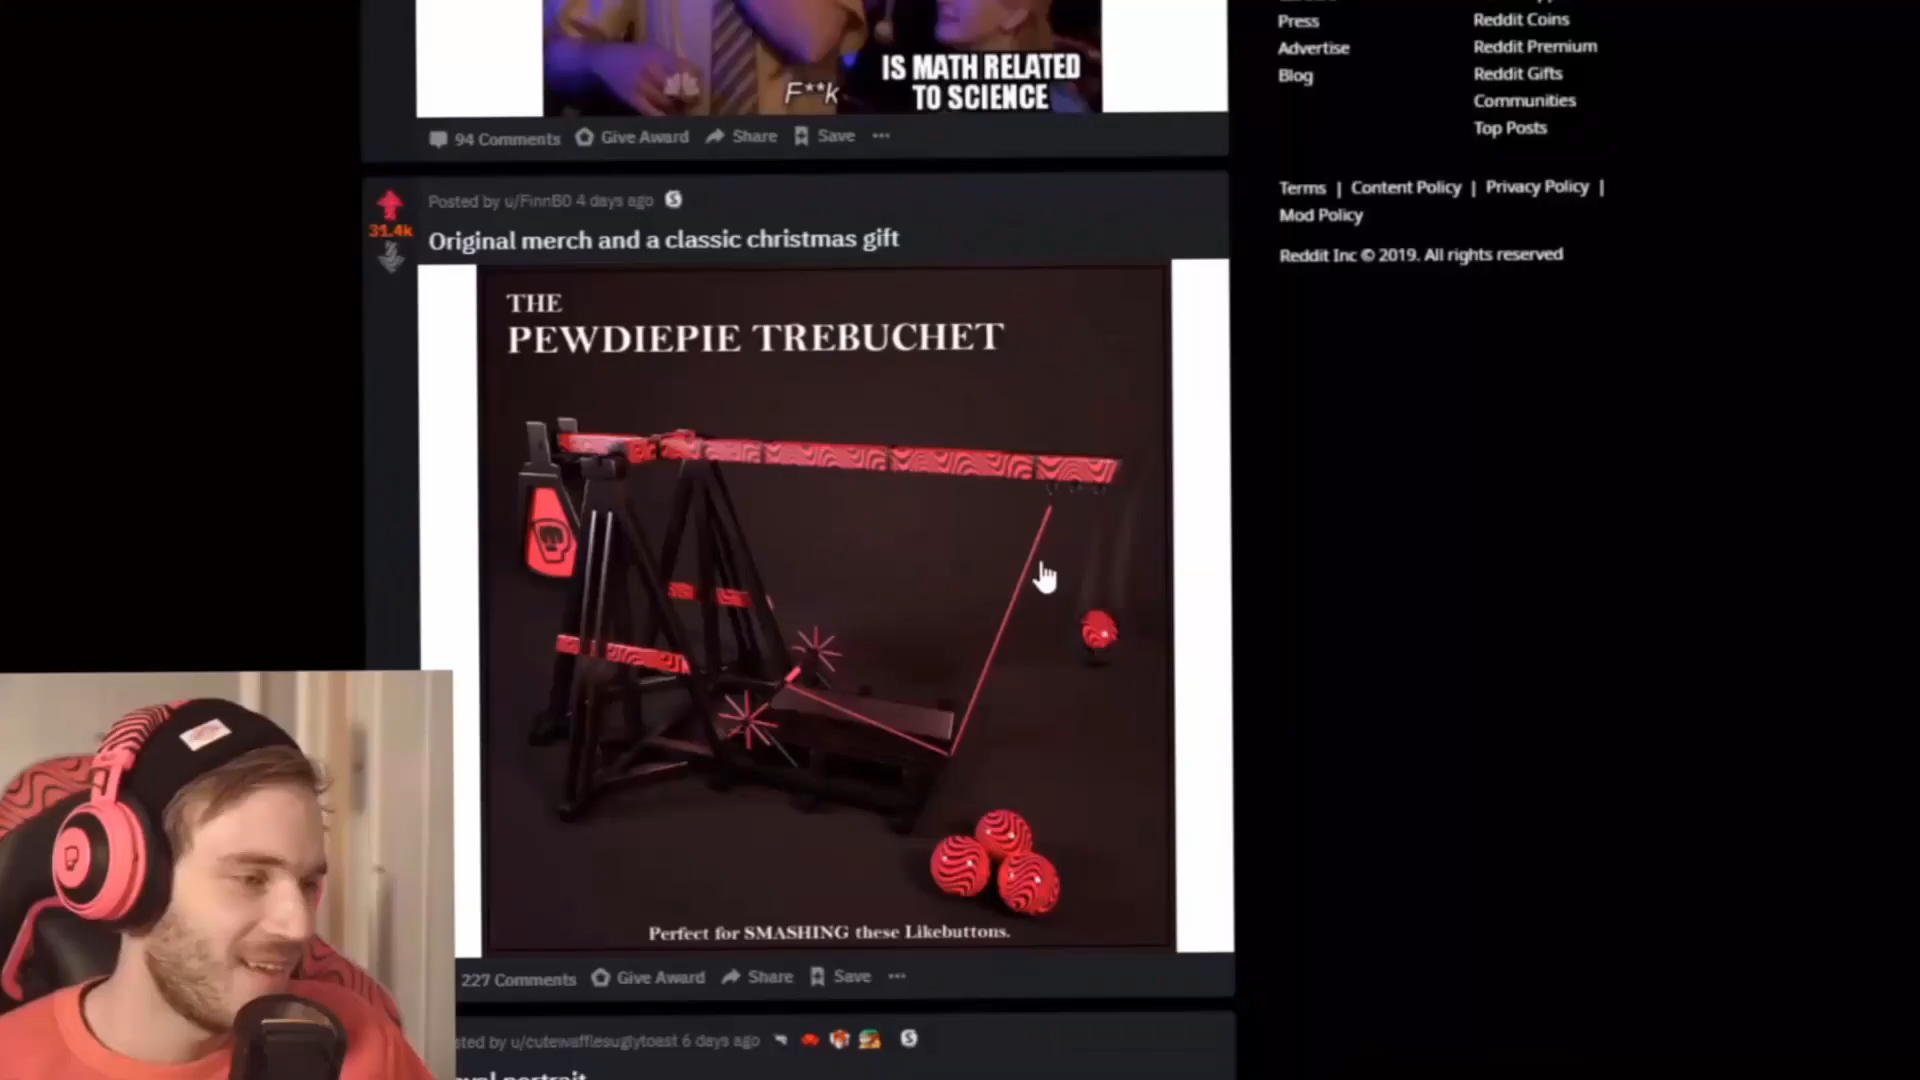 Press
Reddit Coins
Advertise
Reddit Premium
Blog
Reddit Gifts
Communities
Top Posts
F**k
IS MATH RELATED
TO SCIENCE
94 Comments
Give Award
Share
Save
Terms | Content Policy | Privacy Policy |
Mod Policy
Reddit Inc © 2019. All rights reserved
Posted by u/FinnB0 4 days ago
31.4k
Original merch and a classic christmas gift
THE
PEWDIEPIE TREBUCHET
Perfect for SMASHING these Likebuttons.
227 Comments
Give Award
Share
Save
by u/cutewafflesuglytoast 6 days ago
portrait